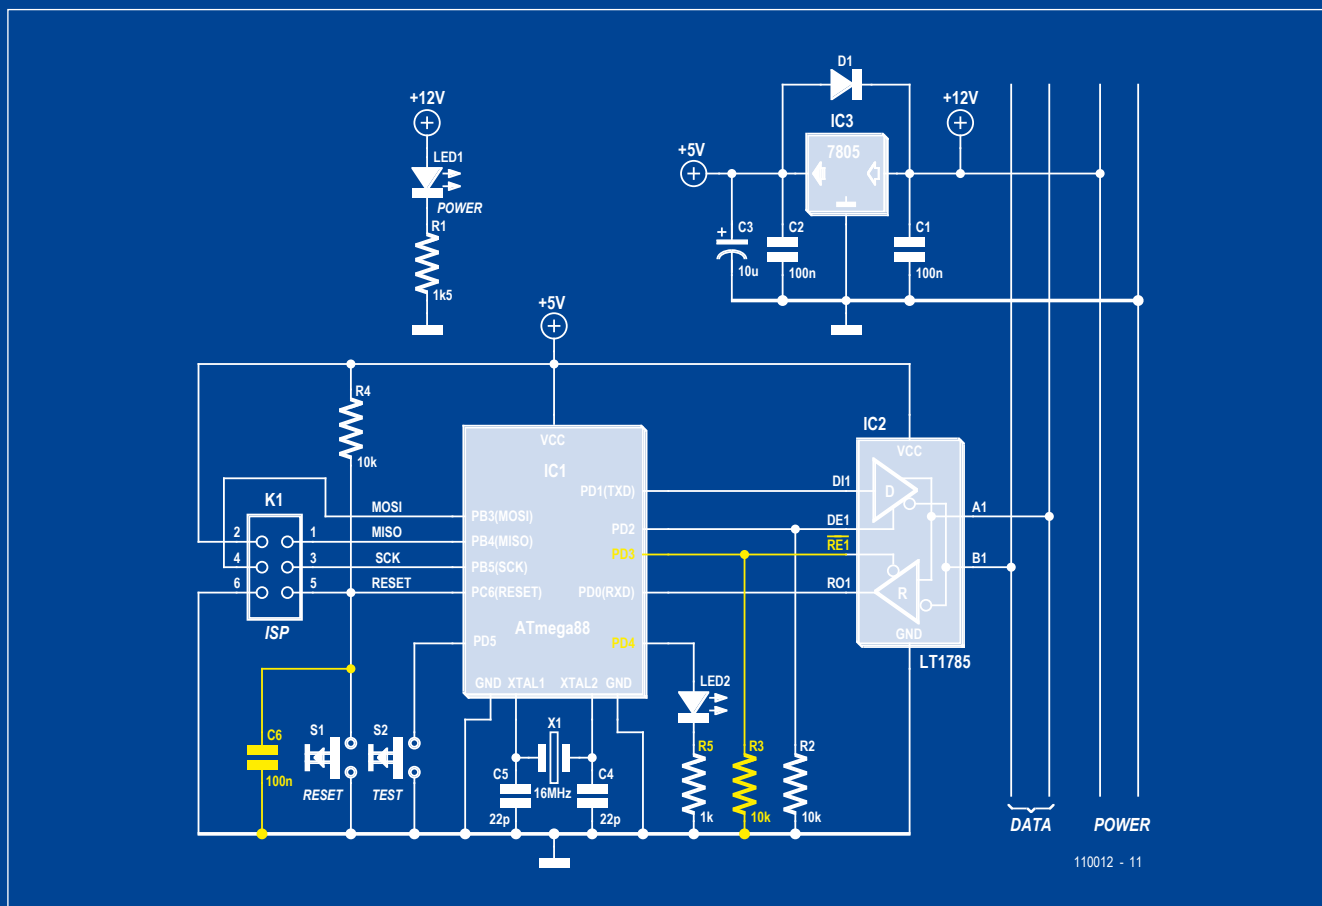 D1
+12V
+12V
IC3
7805
+5V
LED1
POWER
R1
1k5
+
C3
10u
C2
100n
C1
100n
+5V
R4
10k
IC2
VCC
VCC
IC1
K1
MOSI
PB3(MOSI)
PD1(TXD)
DI1
D
A1
2
1
MISO
PB4(MISO)
PD2
DE1
4
3
SCK
PB5(SCK)
PD3
RE1
B1
6
5
RESET
PC6(RESET)
PD0(RXD)
RO1
R
ISP
ATmega88
GND
PD5
PD4
LT1785
GND
XTAL1
XTAL2
GND
LED2
C6
100n
S1
RESET
S2
TEST
X1
16MHz
C5
22p
C4
22p
R5
1k
R3
10k
R2
10k
DATA
POWER
110012 - 11